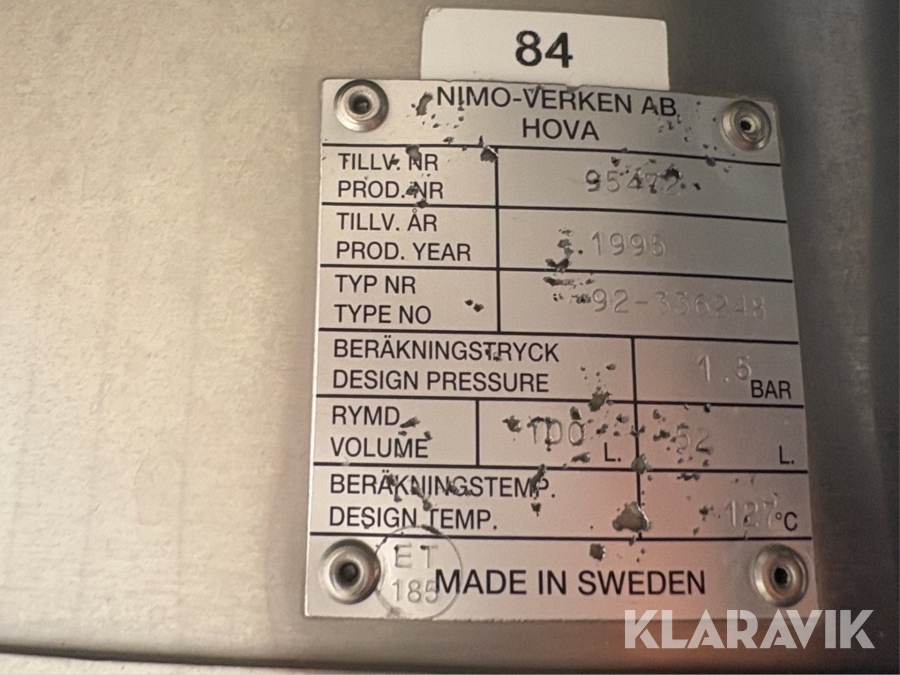 84
NIMO-VERKEN AB
HOVA
TILLV. NR
PROD. NR
95472
TILLV. ÅR
PROD. YEAR
1995
TYP NR
TYPE NO
92-336248
BERÄKNINGSTRYCK
DESIGN PRESSURE
1.5 BAR
RYMD
VOLUME
100 L.
52 L.
BERÄKNINGSTEMP.
DESIGN TEMP.
127°C
ET
185
MADE IN SWEDEN
KLARAVIK